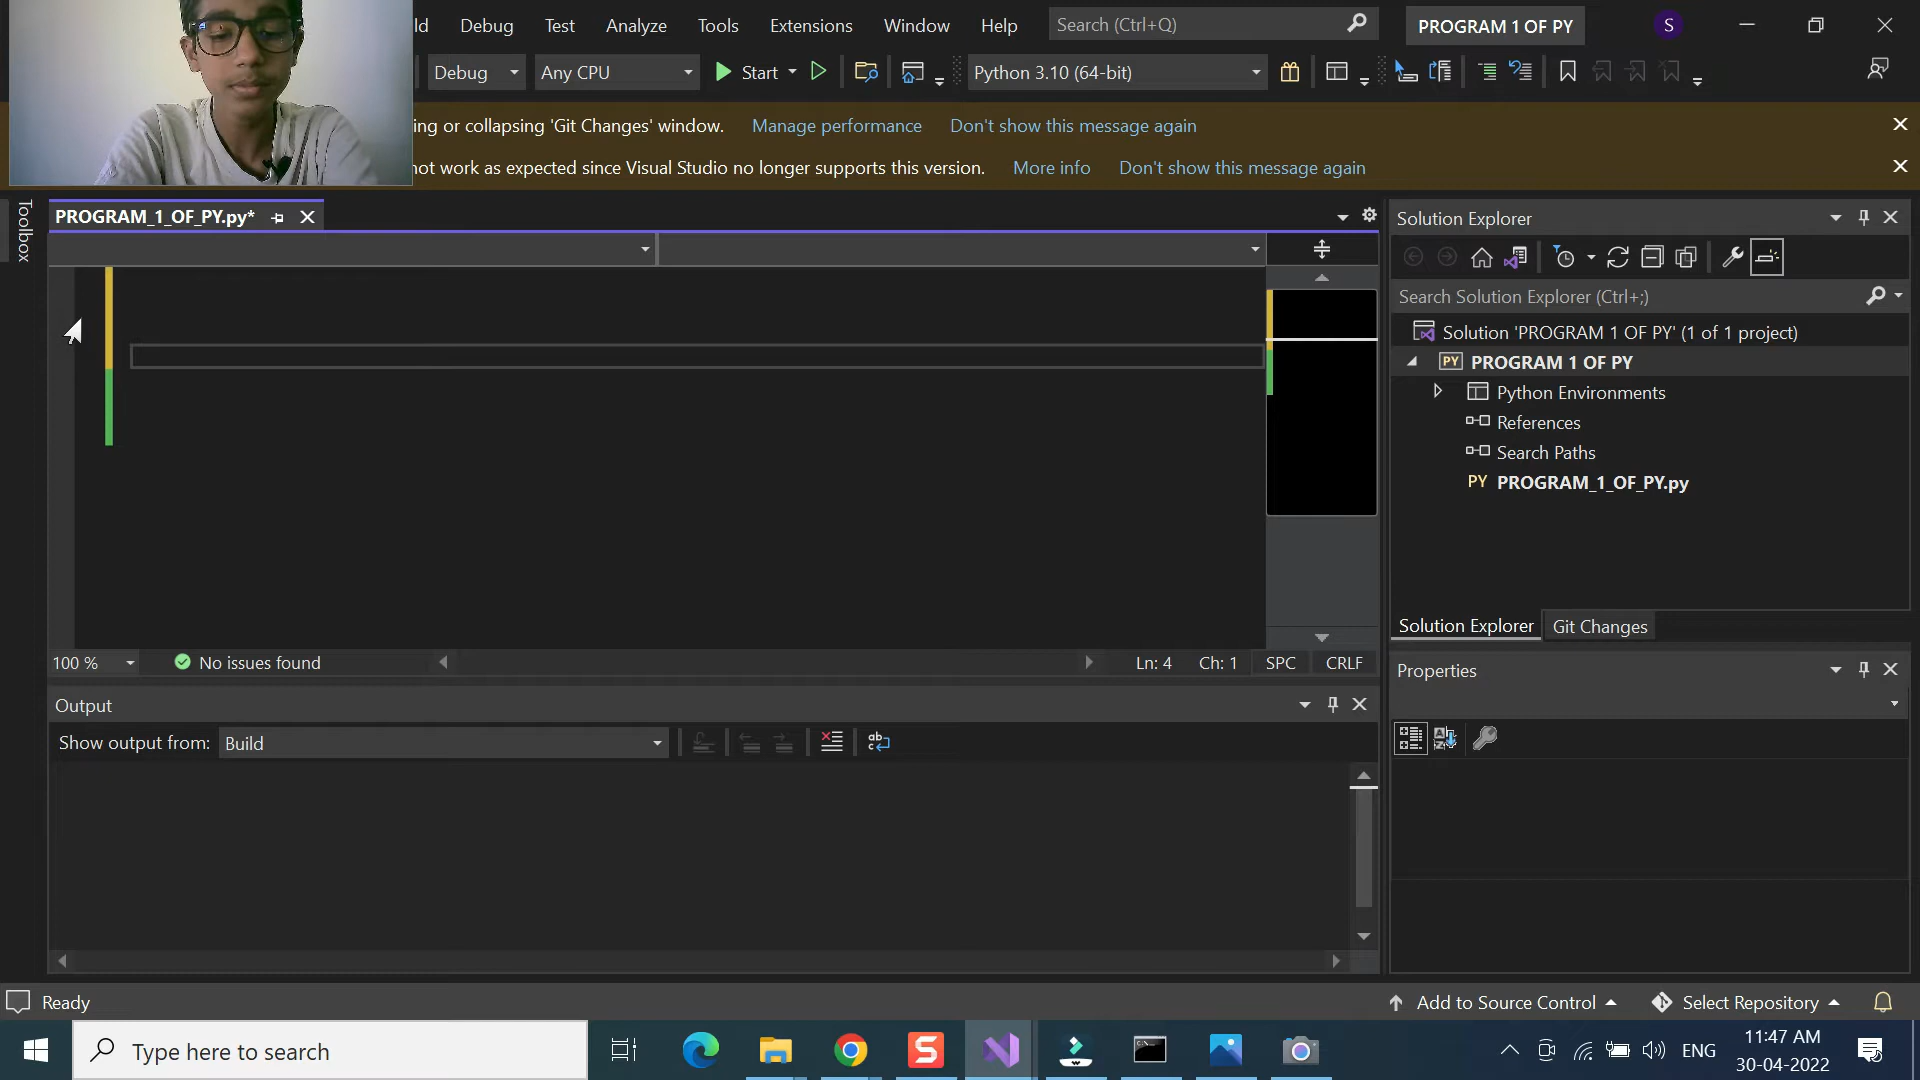 ld Debug Test Analyze Tools Extensions Window Help Search (Ctrl+Q) PROGRAM 1 OF PY S
Debug Any CPU Start Python 3.10 (64-bit)
ing or collapsing 'Git Changes' window. Manage performance Don't show this message again
not work as expected since Visual Studio no longer supports this version. More info Don't show this message again
Toolbox
PROGRAM_1_OF_PY.py*
100 % No issues found Ln: 4 Ch: 1 SPC CRLF
Output
Show output from: Build
Solution Explorer
Search Solution Explorer (Ctrl+;)
Solution 'PROGRAM 1 OF PY' (1 of 1 project)
PY PROGRAM 1 OF PY
Python Environments
References
Search Paths
PY PROGRAM_1_OF_PY.py
Solution Explorer Git Changes
Properties
Ready Add to Source Control Select Repository
Type here to search ENG 11:47 AM
30-04-2022